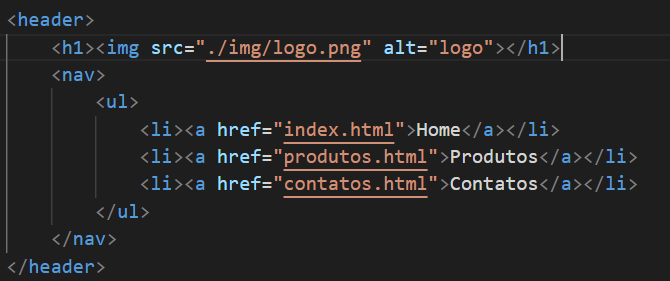 <header>
<h1><img src="./img/logo.png" alt="logo"></h1>
<nav>
<ul>
<li><a href="index.html">Home</a></li>
<li><a href="produtos.html">Produtos</a></li>
<li><a href="contatos.html">Contatos</a></li>
</ul>
</nav>
</header>